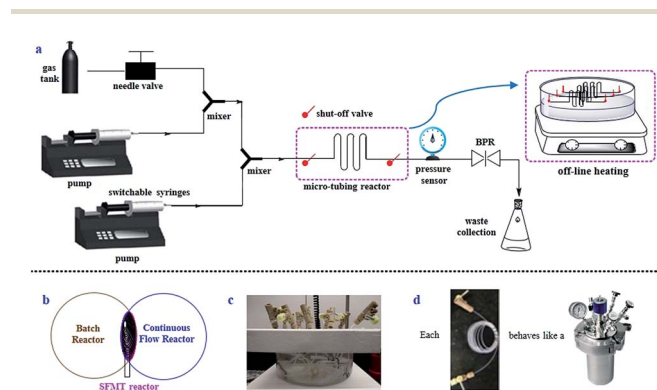 a
gas
tank
needle valve
mixer
shut-off valve
pump
switchable syringes
mixer
micro-tubing reactor
pressure
sensor
BPR
off-line heating
waste
collection
pump
b
Batch
Reactor
Continuous
Flow Reactor
SFMT reactor
c
d
Each
behaves like a